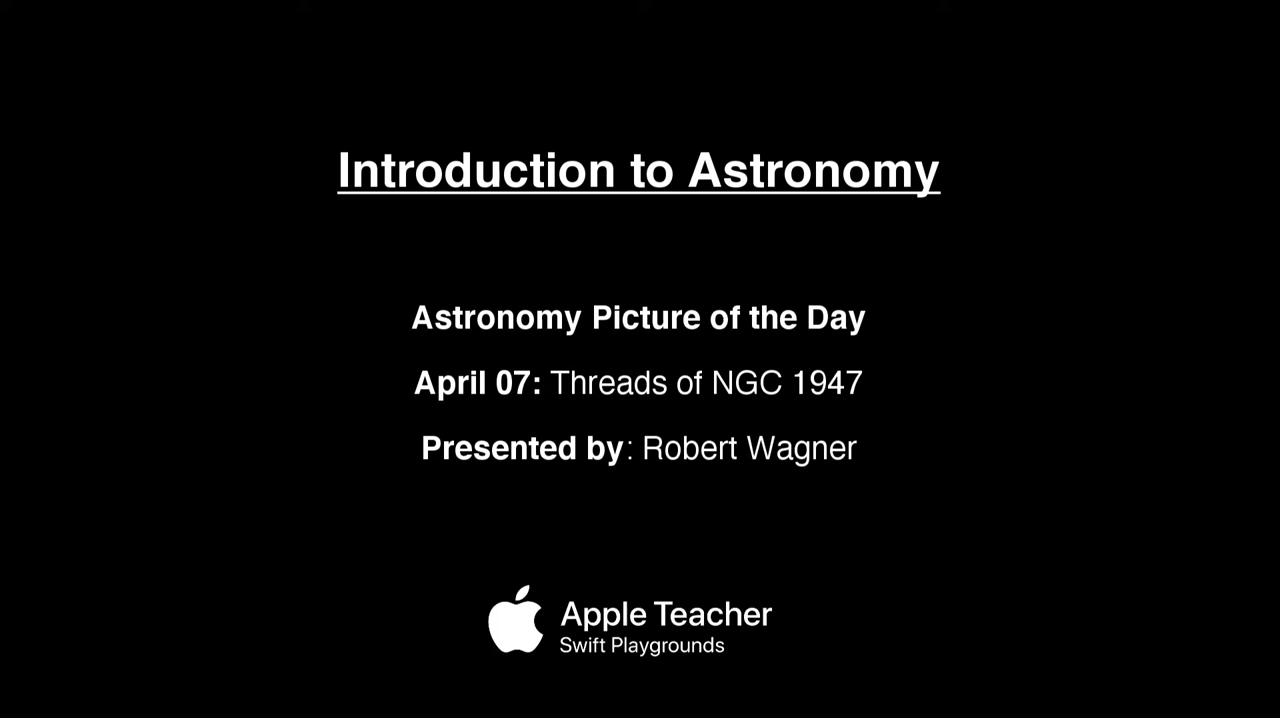 Introduction to Astronomy
Astronomy Picture of the Day
April 07: Threads of NGC 1947
Presented by: Robert Wagner
Apple Teacher
Swift Playgrounds